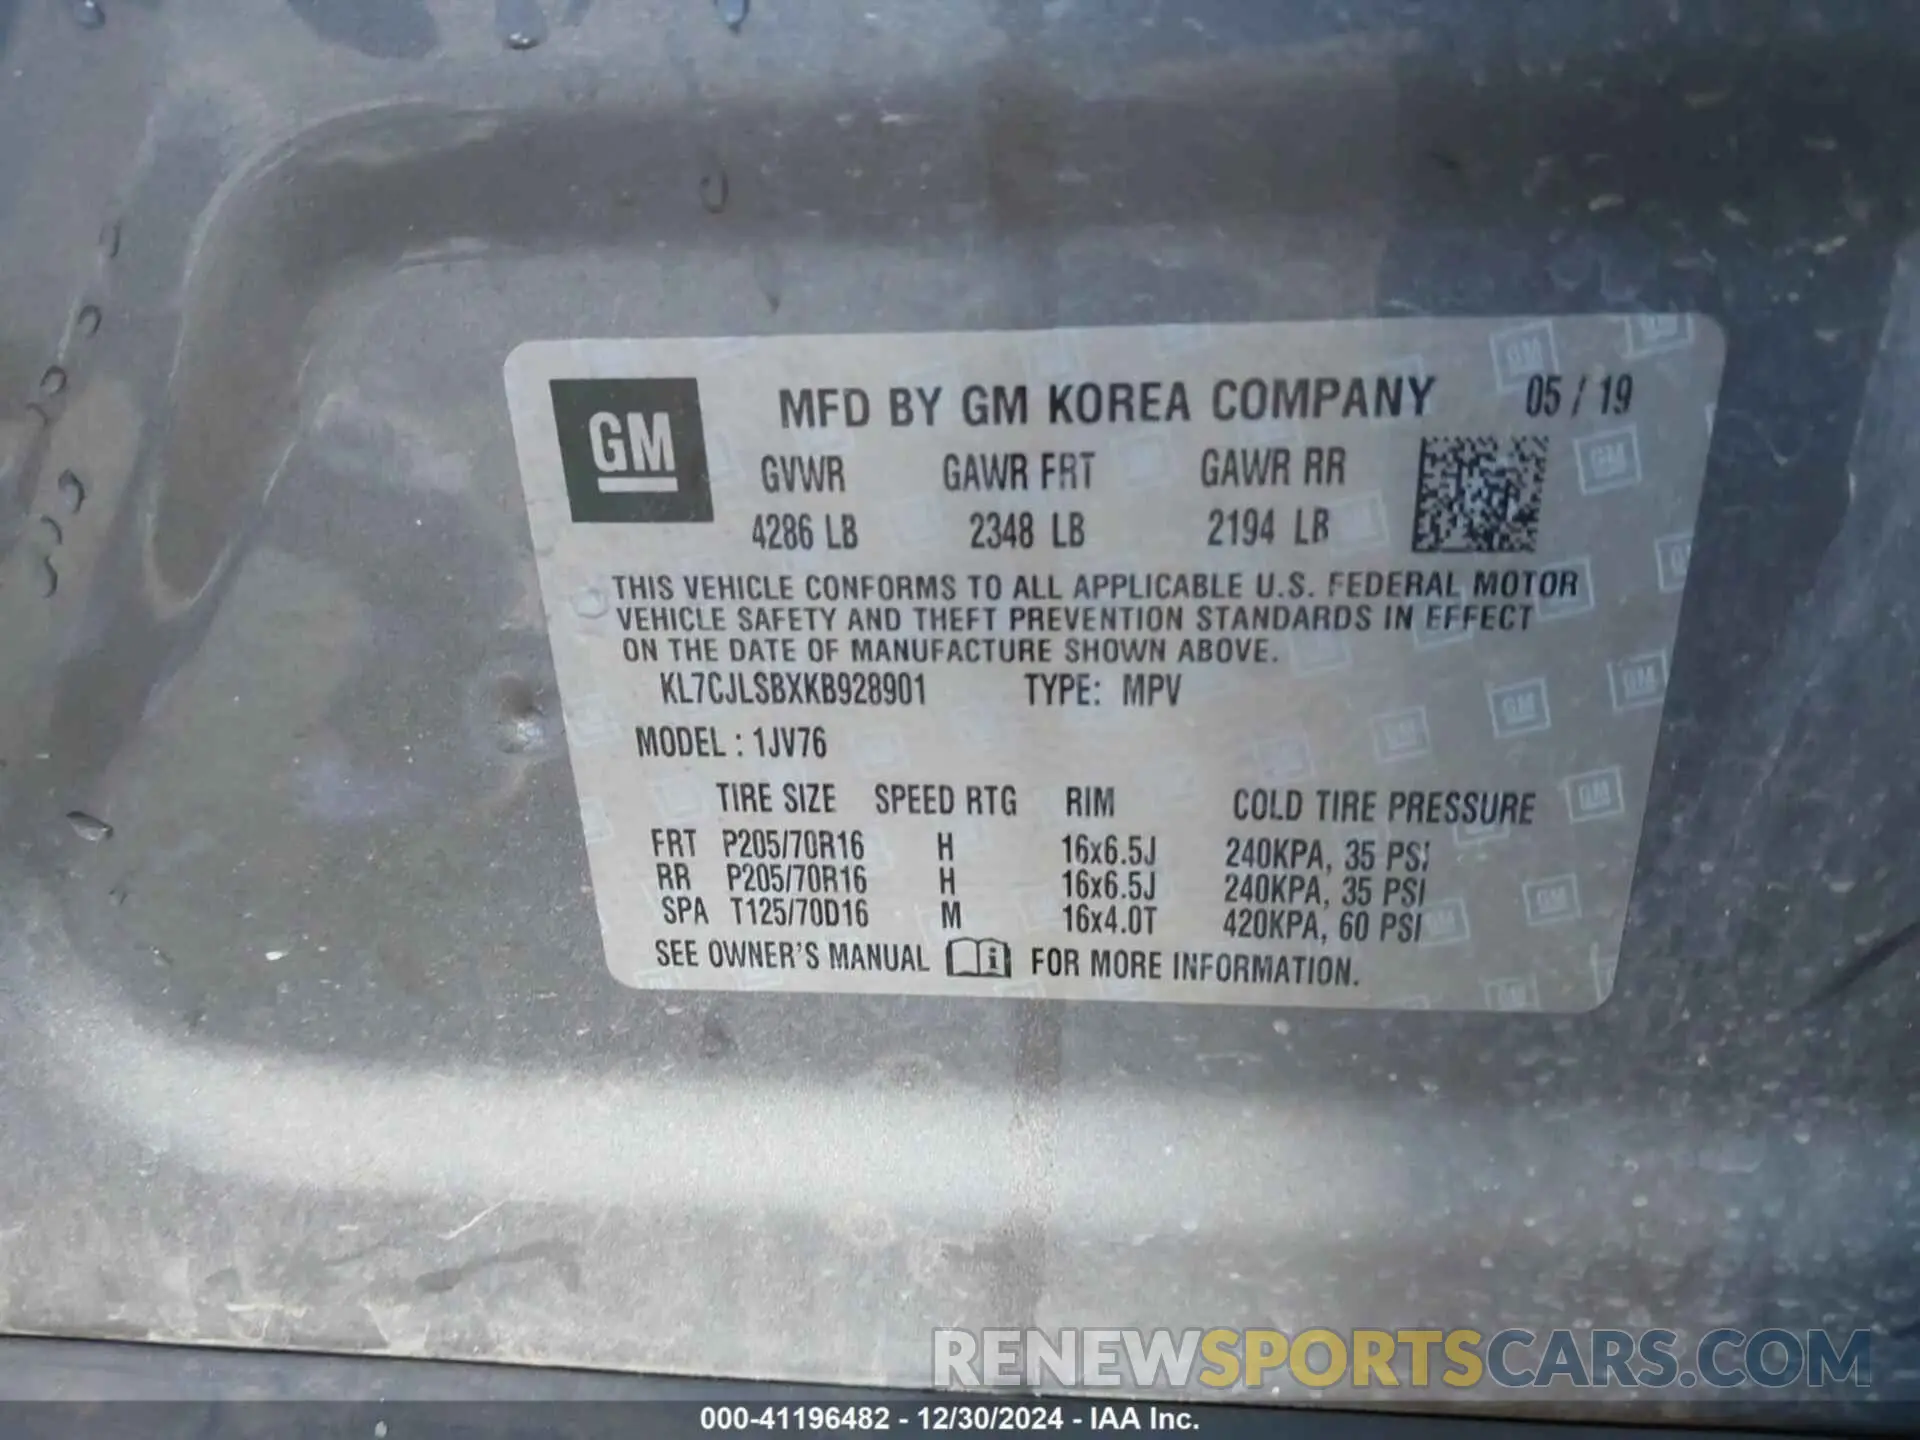 GM
MFD BY GM KOREA COMPANY 05 / 19
GVWR GAWR FRT GAWR RR
4286 LB 2348 LB 2194 LB
THIS VEHICLE CONFORMS TO ALL APPLICABLE U.S. FEDERAL MOTOR
VEHICLE SAFETY AND THEFT PREVENTION STANDARDS IN EFFECT
ON THE DATE OF MANUFACTURE SHOWN ABOVE.
KL7CJLSBXKB928901 TYPE: MPV
MODEL : 1JV76
TIRE SIZE SPEED RTG RIM COLD TIRE PRESSURE
FRT P205/70R16 H 16x6.5J 240KPA, 35 PSI
RR P205/70R16 H 16x6.5J 240KPA, 35 PSI
SPA T125/70D16 M 16x4.0T 420KPA, 60 PSI
SEE OWNER'S MANUAL FOR MORE INFORMATION.
RENEWSPORTSCARS.COM
000-41196482 - 12/30/2024 - IAA Inc.